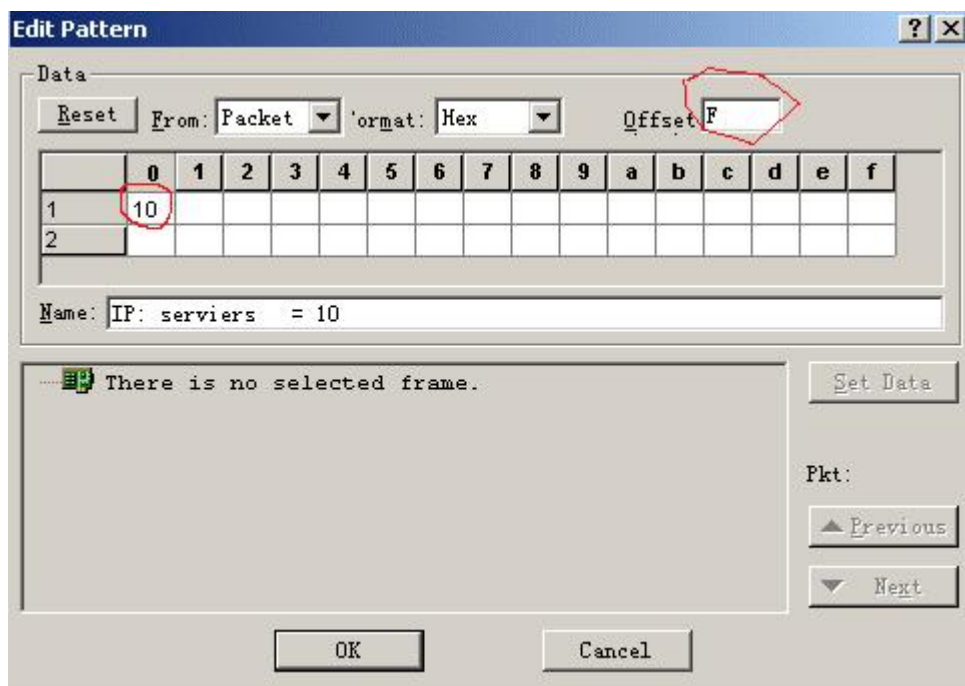 Edit Pattern
Data
Reset From: Packet 'ormat: Hex Offset F
0 1 2 3 4 5 6 7 8 9 a b c d e f
1 10
2
Name: IP: serviers = 10
There is no selected frame.
Set Data
Pkt:
Previous
Next
OK Cancel